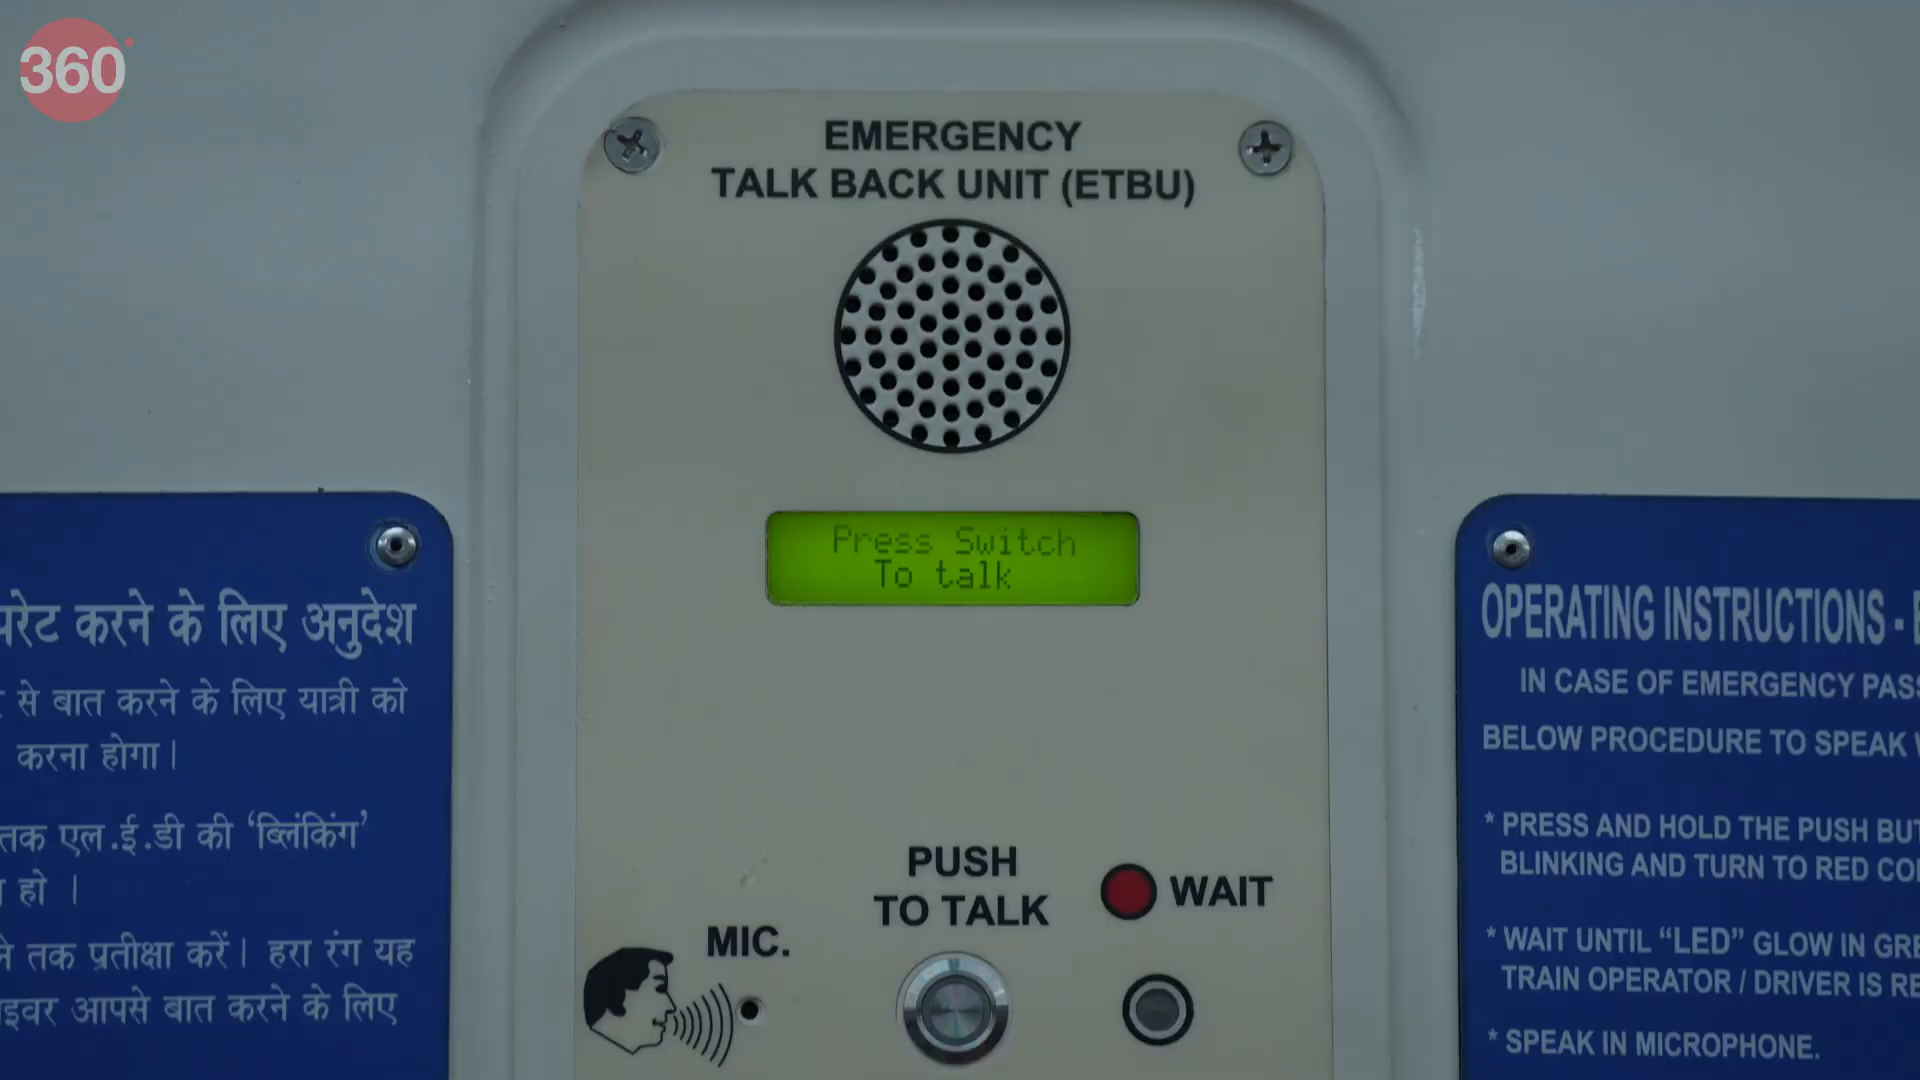 360
EMERGENCY
TALK BACK UNIT (ETBU)
Press Switch
To talk
PUSH
TO TALK
WAIT
MIC.
करने के लिए अनुदेश
से बात करने के लिए यात्री को
करना होगा।
तक एल.ई.डी की 'ब्लिंकिंग'
हो ।
तक प्रतीक्षा करें। हरा रंग यह
आपसे बात करने के लिए
OPERATING INSTRUCTIONS -
IN CASE OF EMERGENCY
BELOW PROCEDURE TO SPEAK
* PRESS AND HOLD THE PUSH
BLINKING AND TURN TO RED
* WAIT UNTIL "LED" GLOW IN
TRAIN OPERATOR / DRIVER IS
* SPEAK IN MICROPHONE.